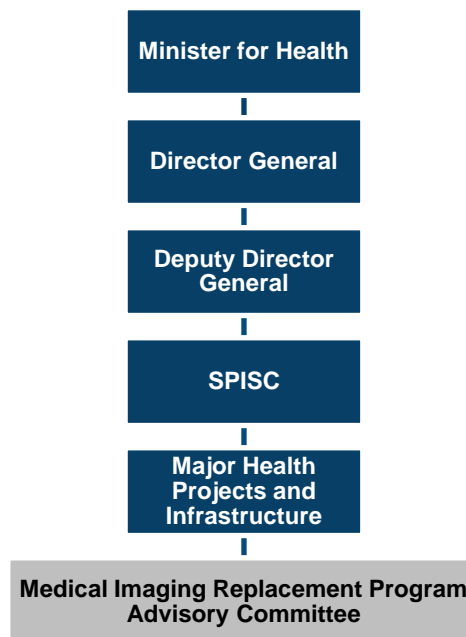 Minister for Health
Director General
Deputy Director
General
SPISC
Major Health
Projects and
Infrastructure
Medical Imaging Replacement Program
Advisory Committee